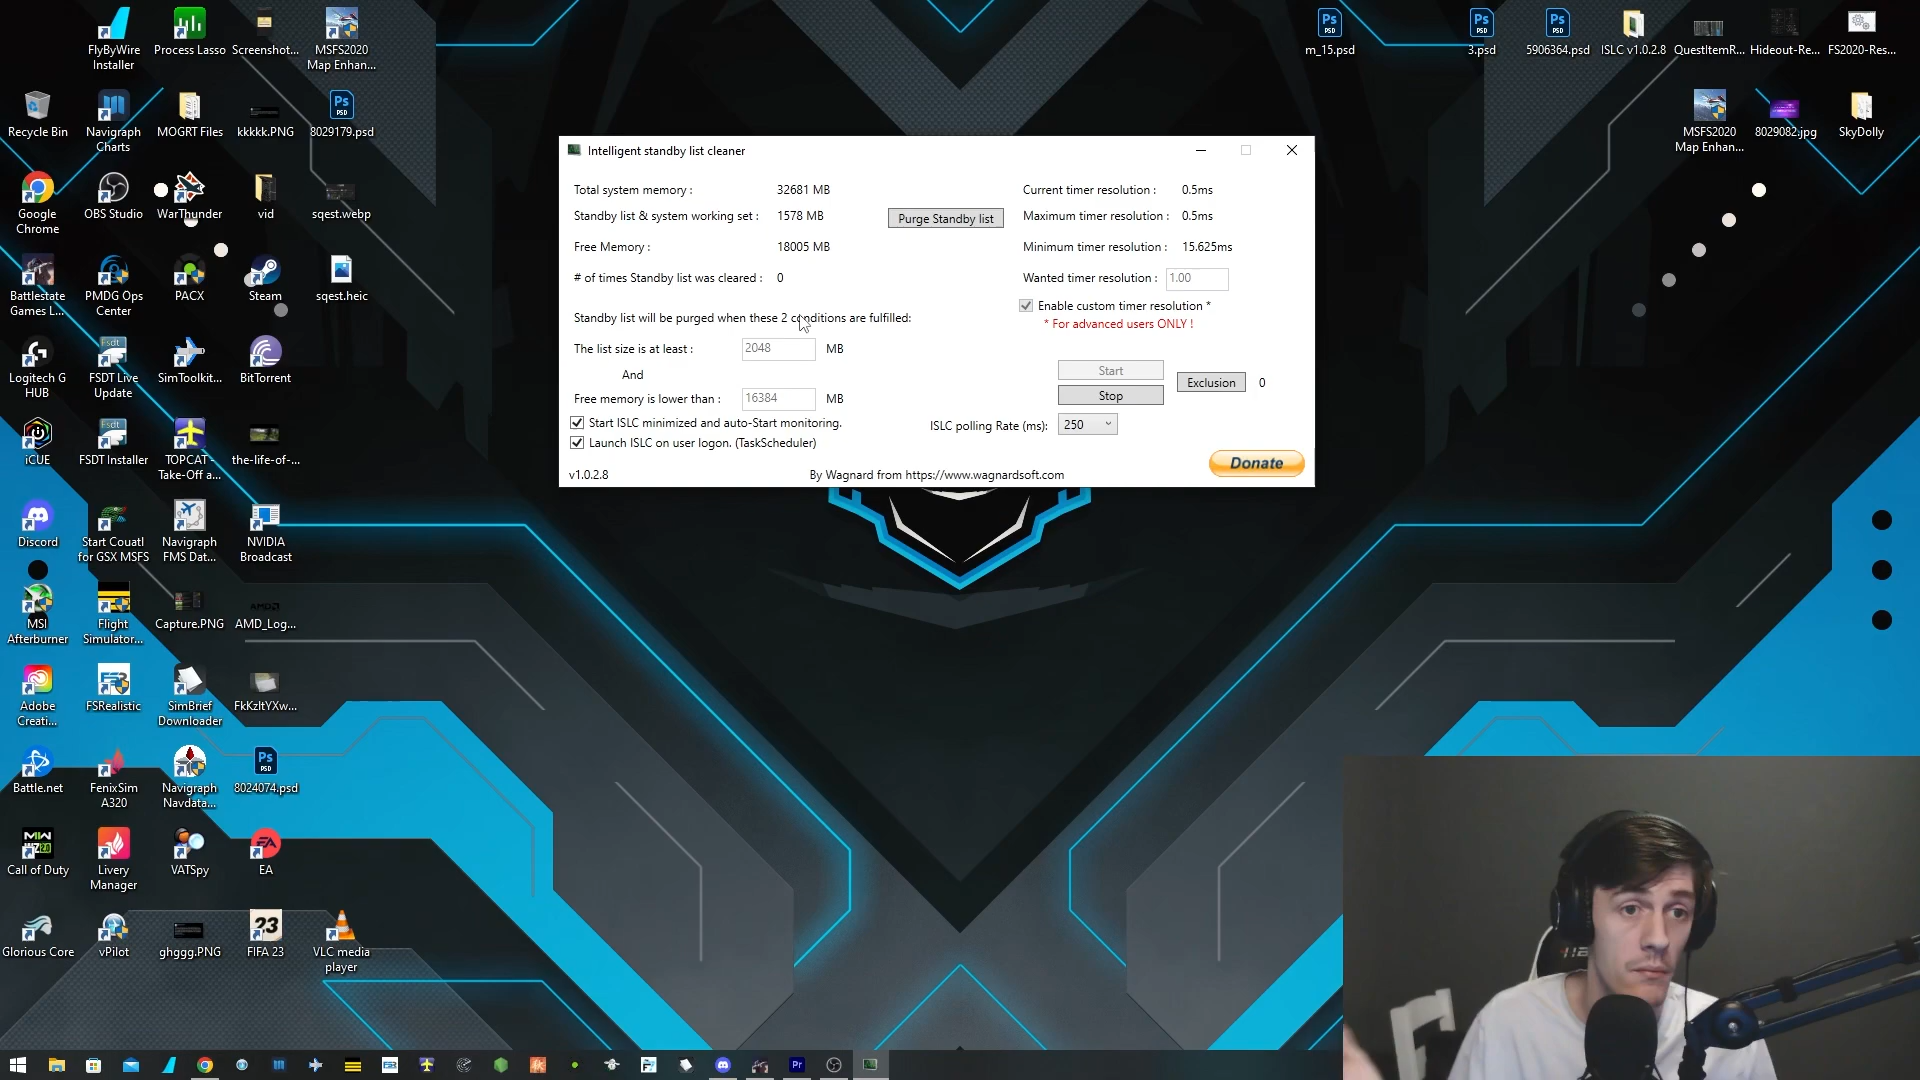 FlyByWire
Installer
Process Lasso
Screenshot...
MSFS2020
Map Enhan...
m_15.psd
3.psd
5906364.psd
ISLC v1.0.2.8
QuestItemR...
Hideout-Re...
FS2020-Res...
Recycle Bin
Navigraph
Charts
MOGRT Files
kkkkk.PNG
8029179.psd
MSFS2020
Map Enhan...
8029082.jpg
SkyDolly
Google
Chrome
OBS Studio
WarThunder
vid
sqest.webp
Battlestate
Games L...
PMDG Ops
Center
PACX
Steam
sqest.heic
Logitech G
HUB
FSDT Live
Update
SimToolkit...
BitTorrent
iCUE
FSDT Installer
TOPCAT -
Take-Off a...
the-life-of-...
Discord
Start Couatl
for GSX MSFS
Navigraph
FMS Dat...
NVIDIA
Broadcast
MSI
Afterburner
Flight
Simulator...
Capture.PNG
AMD_Log...
Adobe
Creati...
FSRealistic
SimBrief
Downloader
FkKzltYXw...
Battle.net
FenixSim
A320
Navigraph
Navdata...
8024074.psd
Call of Duty
Livery
Manager
VATSpy
EA
Glorious Core
vPilot
ghggg.PNG
FIFA 23
VLC media
player
Intelligent standby list cleaner
Total system memory : 32681 MB
Standby list & system working set : 1578 MB
Purge Standby list
Free Memory : 18005 MB
# of times Standby list was cleared : 0
Standby list will be purged when these 2 conditions are fulfilled:
The list size is at least : 2048 MB
And
Free memory is lower than : 16384 MB
Start ISLC minimized and auto-Start monitoring.
Launch ISLC on user logon. (TaskScheduler)
v1.0.2.8
By Wagnard from https://www.wagnardsoft.com
Current timer resolution : 0.5ms
Maximum timer resolution : 0.5ms
Minimum timer resolution : 15.625ms
Wanted timer resolution : 1.00
Enable custom timer resolution *
* For advanced users ONLY !
Start
Stop
Exclusion 0
ISLC polling Rate (ms): 250
Donate